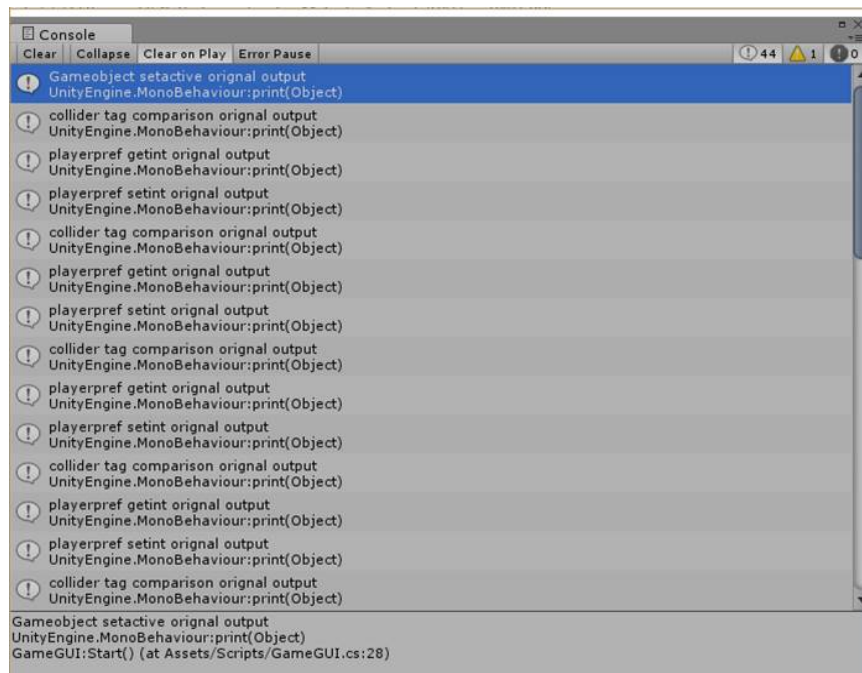 Console
Clear Collapse Clear on Play Error Pause 44 1 0
Gameobject setactive orignal output
UnityEngine.MonoBehaviour:print(Object)
collider tag comparison orignal output
UnityEngine.MonoBehaviour:print(Object)
playerpref getint orignal output
UnityEngine.MonoBehaviour:print(Object)
playerpref setint orignal output
UnityEngine.MonoBehaviour:print(Object)
collider tag comparison orignal output
UnityEngine.MonoBehaviour:print(Object)
playerpref getint orignal output
UnityEngine.MonoBehaviour:print(Object)
playerpref setint orignal output
UnityEngine.MonoBehaviour:print(Object)
collider tag comparison orignal output
UnityEngine.MonoBehaviour:print(Object)
playerpref getint orignal output
UnityEngine.MonoBehaviour:print(Object)
playerpref setint orignal output
UnityEngine.MonoBehaviour:print(Object)
collider tag comparison orignal output
UnityEngine.MonoBehaviour:print(Object)
playerpref getint orignal output
UnityEngine.MonoBehaviour:print(Object)
playerpref setint orignal output
UnityEngine.MonoBehaviour:print(Object)
collider tag comparison orignal output
UnityEngine.MonoBehaviour:print(Object)
Gameobject setactive orignal output
UnityEngine.MonoBehaviour:print(Object)
GameGUI:Start() (at Assets/Scripts/GameGUI.cs:28)